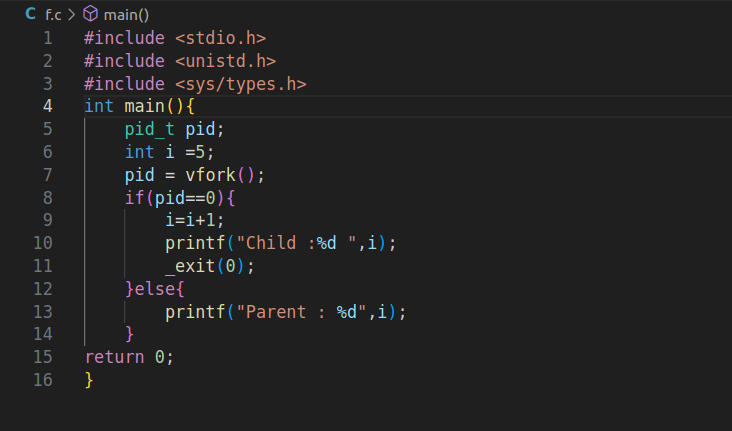 C f.c > main()
1 #include <stdio.h>
2 #include <unistd.h>
3 #include <sys/types.h>
4 int main(){
5     pid_t pid;
6     int i =5;
7     pid = vfork();
8     if(pid==0){
9         i=i+1;
10         printf("Child :%d ",i);
11         _exit(0);
12     }else{
13         printf("Parent : %d",i);
14     }
15 return 0;
16 }